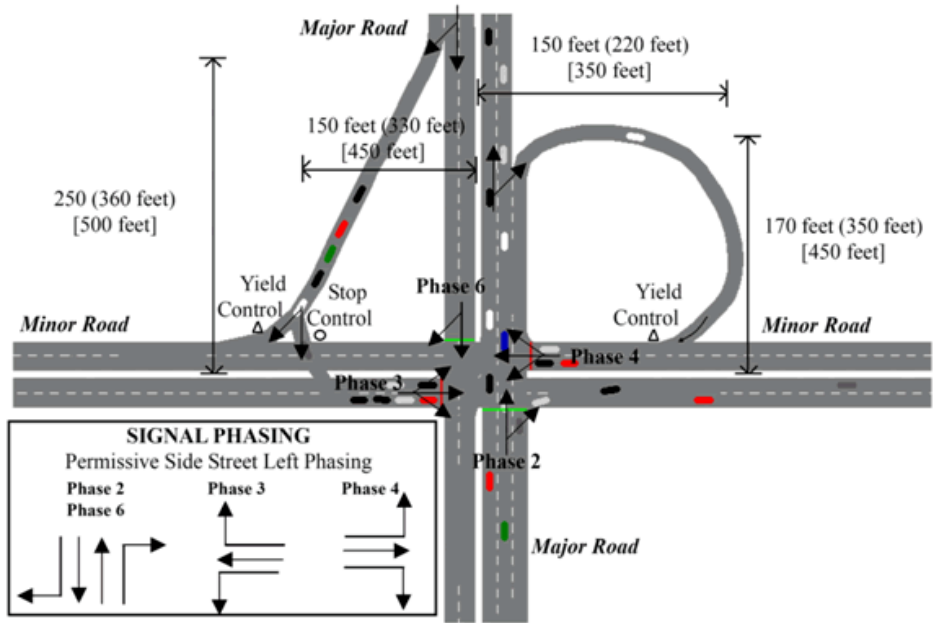 Major Road
150 feet (220 feet)
[350 feet]
150 feet (330 feet)
[450 feet]
250 (360 feet)
[500 feet]
170 feet (350 feet)
[450 feet]
Yield
Control
Stop
Control
Phase 6
Yield
Control
Minor Road
Minor Road
Phase 4
Phase 3
Phase 2
Major Road
SIGNAL PHASING
Permissive Side Street Left Phasing
Phase 2
Phase 6
Phase 3
Phase 4